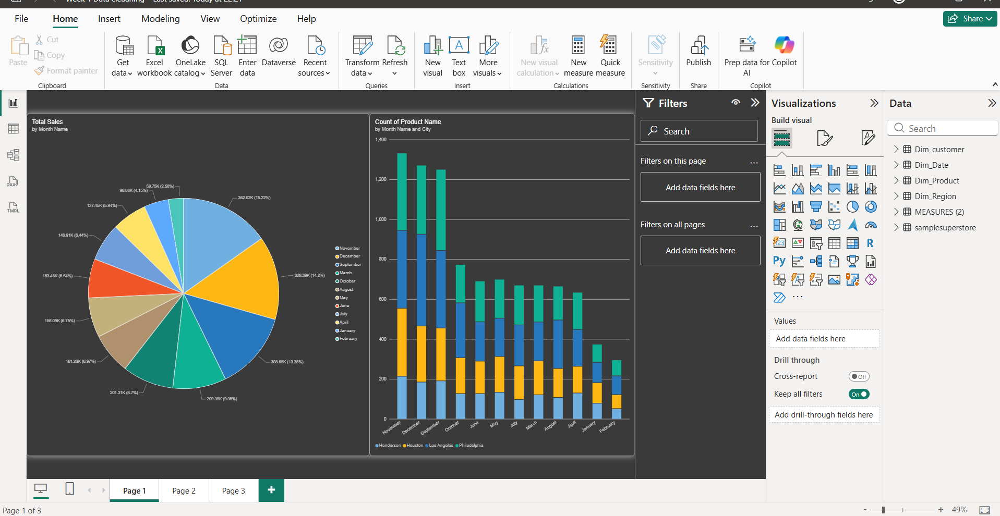 File
Home
Insert
Modeling
View
Optimize
Help
Share
Paste
Cut
Copy
Format painter
Clipboard
Get data
Excel workbook
OneLake catalog
SQL Server
Enter data
Dataverse
Recent sources
Data
Transform data
Refresh
Queries
New visual
Text box
More visuals
Insert
New visual calculation
New measure
Quick measure
Calculations
Sensitivity
Sensitivity
Publish
Share
Prep data for AI
Copilot
Copilot
DAX
TMDL
Total Sales
by Month Name
59.75K (2.58%)
96.06K (4.15%)
137.45K (5.94%)
148.91K (6.44%)
153.46K (6.64%)
156.09K (6.75%)
161.26K (6.97%)
201.31K (8.7%)
209.38K (9.05%)
308.65K (13.35%)
328.39K (14.2%)
352.02K (15.22%)
November
December
September
March
October
August
May
June
July
April
January
February
Count of Product Name
by Month Name and City
1,400
1,200
1,000
800
600
400
200
0
November
December
September
October
June
May
July
March
August
April
January
February
Henderson Houston Los Angeles Philadelphia
Filters
Search
Filters on this page
...
Add data fields here
Filters on all pages
...
Add data fields here
Visualizations
Build visual
123
R
Py
...
Values
Add data fields here
Drill through
Cross-report
Off
Keep all filters
On
Add drill-through fields here
Data
Search
Dim_customer
Dim_Date
Dim_Product
Dim_Region
MEASURES (2)
samplesuperstore
Page 1
Page 2
Page 3
+
Page 1 of 3
- + 49%